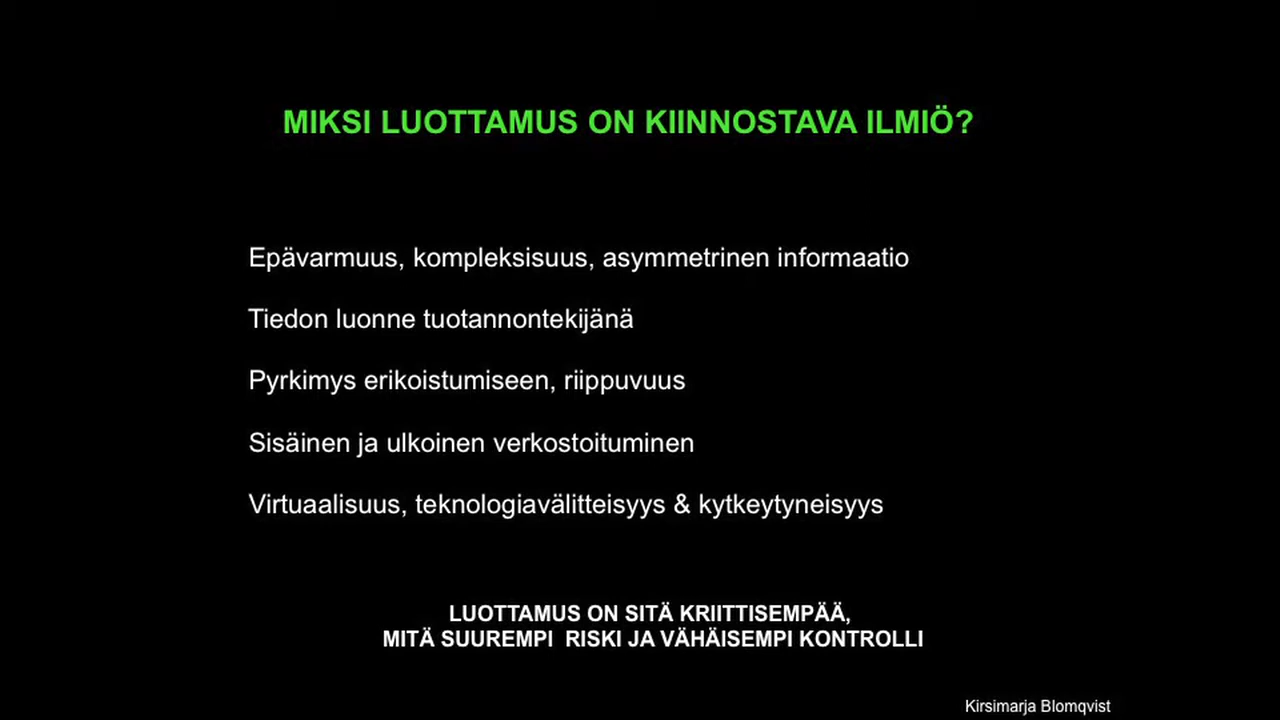 MIKSI LUOTTAMUS ON KIINNOSTAVA ILMIÖ?
Epävarmuus, kompleksisuus, asymmetrinen informaatio
Tiedon luonne tuotannontekijänä
Pyrkimys erikoistumiseen, riippuvuus
Sisäinen ja ulkoinen verkostoituminen
Virtuaalisuus, teknologiavälitteisyys & kytkeytyneisyys
LUOTTAMUS ON SITÄ KRIITTISEMPÄÄ,
MITÄ SUUREMPI RISKI JA VÄHÄISEMPI KONTROLLI
Kirsimarja Blomqvist